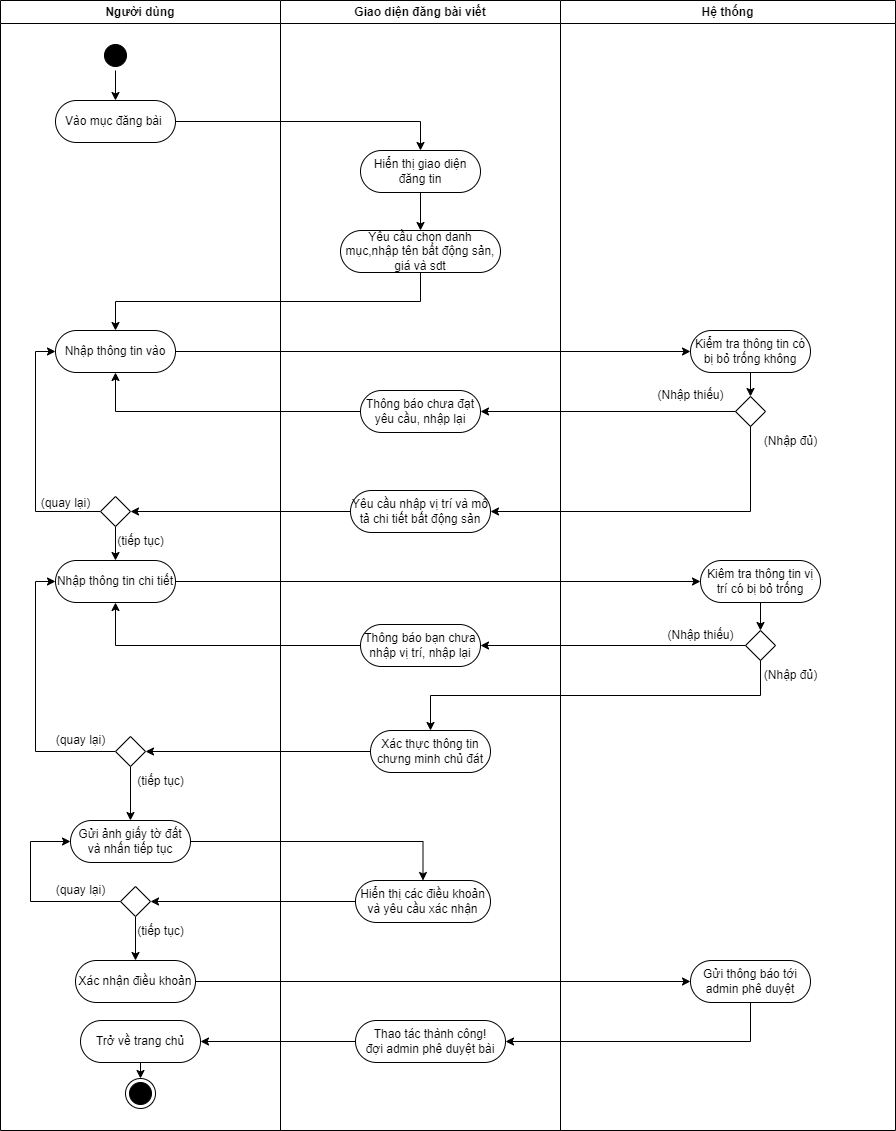 Người dùng
Giao diện đăng bài viết
Hệ thống
Vào mục đăng bài
Hiển thị giao diện
đăng tin
Yêu cầu chọn danh
mục,nhập tên bất động sản,
giá và sdt
Nhập thông tin vào
Kiểm tra thông tin có
bị bỏ trống không
(Nhập thiếu)
Thông báo chưa đạt
yêu cầu, nhập lại
(Nhập đủ)
(quay lại)
Yêu cầu nhập vị trí và mô
tả chi tiết bất động sản
(tiếp tục)
Nhập thông tin chi tiết
Kiêm tra thông tin vị
trí có bị bỏ trống
(Nhập thiếu)
Thông báo bạn chưa
nhập vị trí, nhập lại
(Nhập đủ)
(quay lại)
Xác thực thông tin
chưng minh chủ đát
(tiếp tục)
Gửi ảnh giấy tờ đất
và nhấn tiếp tục
(quay lại)
Hiển thị các điều khoản
và yêu cầu xác nhận
(tiếp tục)
Xác nhận điều khoản
Gửi thông báo tới
admin phê duyệt
Trở về trang chủ
Thao tác thành công!
đợi admin phê duyệt bài